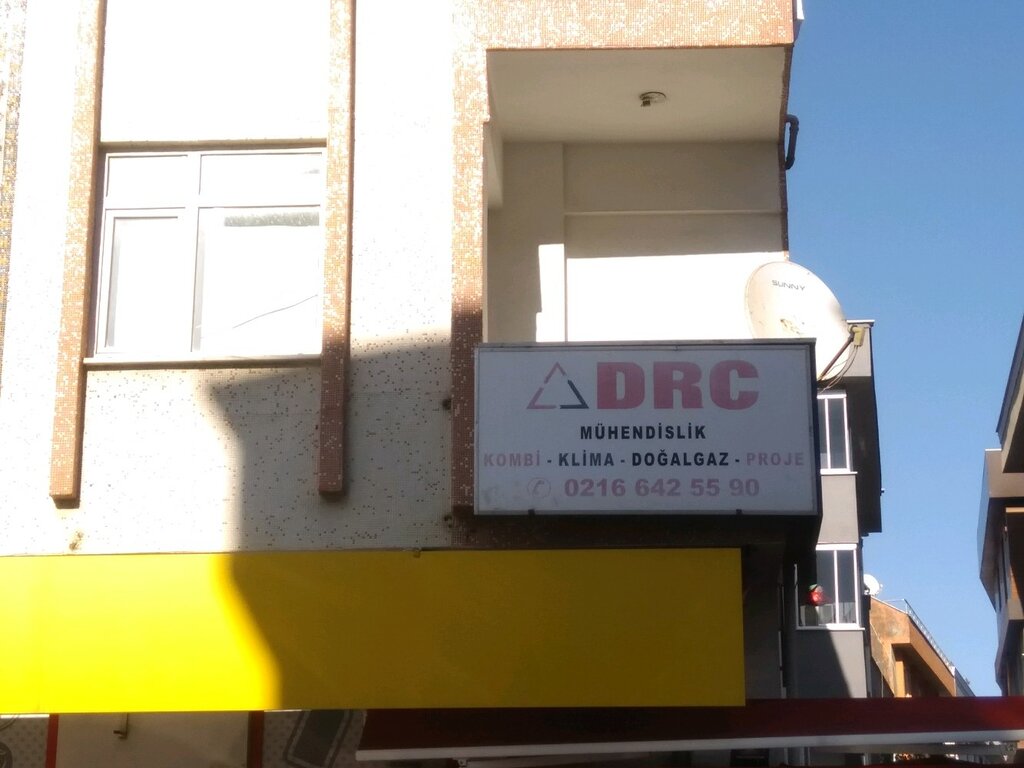 SUNNY
DRC
MÜHENDİSLİK
KOMBİ - KLİMA - DOĞALGAZ - PROJE
0216 642 55 90